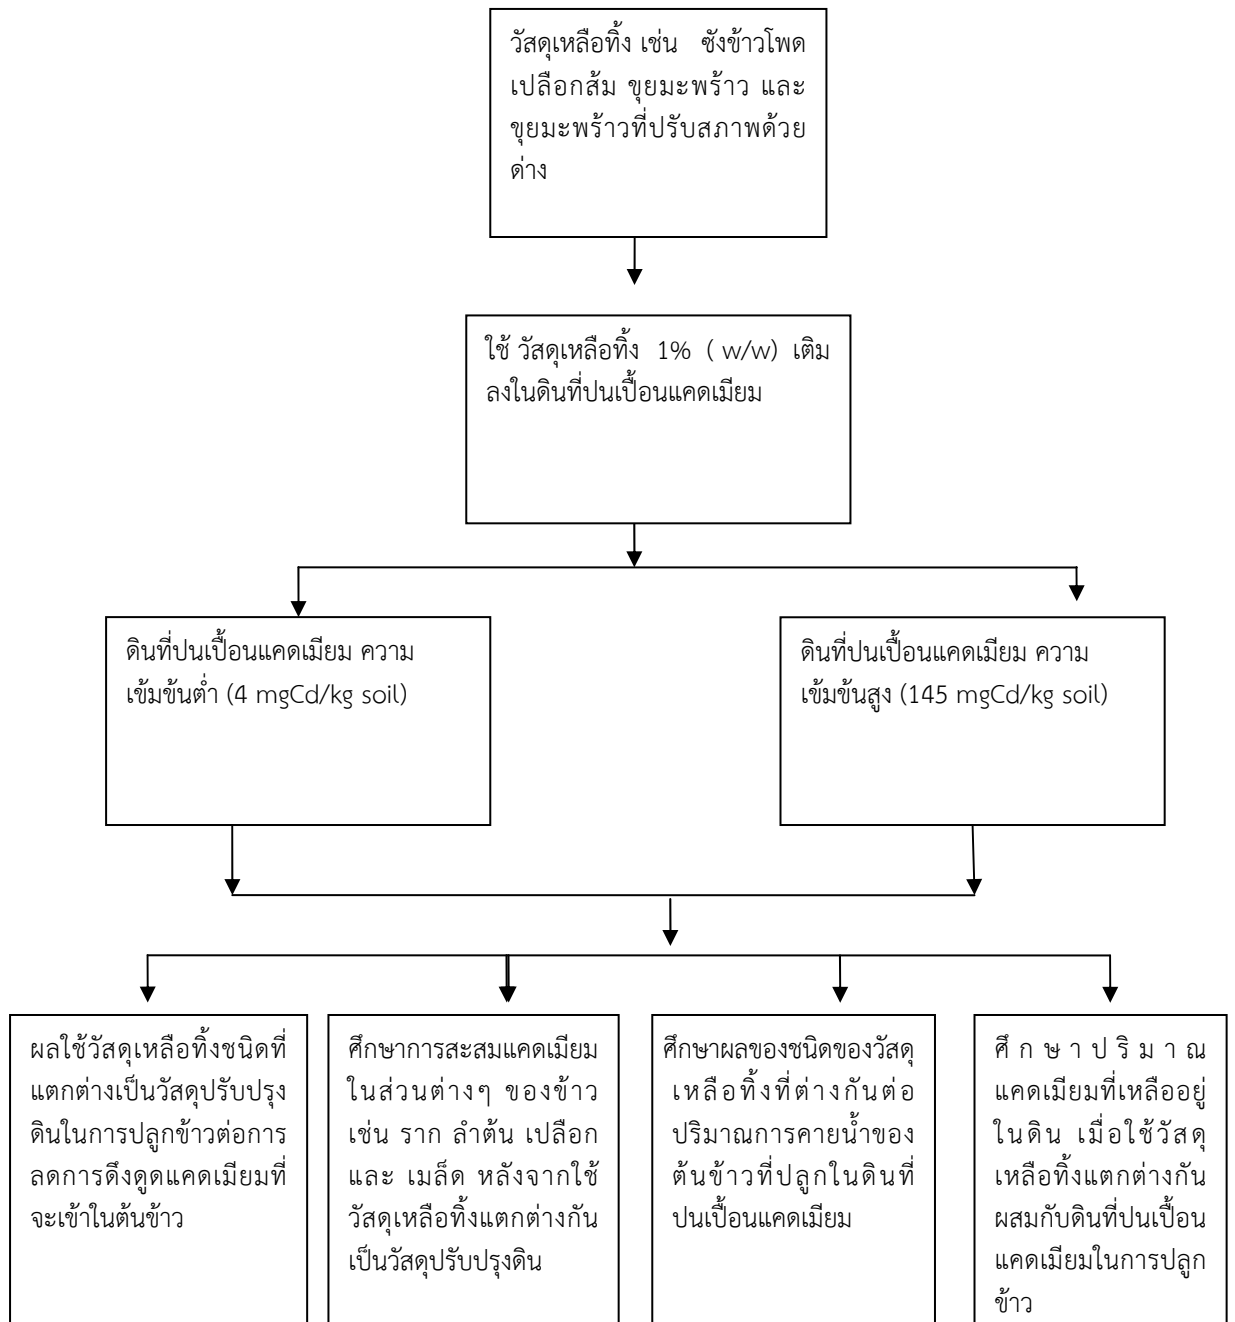 วัสดุเหลือทิ้ง เช่น ซังข้าวโพด
เปลือกส้ม ขุยมะพร้าว และ
ขุยมะพร้าวที่ปรับสภาพด้วย
ด่าง
ใช้ วัสดุเหลือทิ้ง 1% ( w/w) เติม
ลงในดินที่ปนเปื้อนแคดเมียม
ดินที่ปนเปื้อนแคดเมียม ความ
เข้มข้นต่ำ (4 mgCd/kg soil)
ดินที่ปนเปื้อนแคดเมียม ความ
เข้มข้นสูง (145 mgCd/kg soil)
ผลใช้วัสดุเหลือทิ้งชนิดที่
แตกต่างเป็นวัสดุปรับปรุง
ดินในการปลูกข้าวต่อการ
ลดการดึงดูดแคดเมียมที่
จะเข้าในต้นข้าว
ศึกษาการสะสมแคดเมียม
ในส่วนต่างๆ ของข้าว
เช่น ราก ลำต้น เปลือก
และ เมล็ด หลังจากใช้
วัสดุเหลือทิ้งแตกต่างกัน
เป็นวัสดุปรับปรุงดิน
ศึกษาผลของชนิดของวัสดุ
เหลือทิ้งที่ต่างกันต่อ
ปริมาณการคายน้ำของ
ต้นข้าวที่ปลูกในดินที่
ปนเปื้อนแคดเมียม
ศึกษาปริมาณ
แคดเมียมที่เหลืออยู่
ในดิน เมื่อใช้วัสดุ
เหลือทิ้งแตกต่างกัน
ผสมกับดินที่ปนเปื้อน
แคดเมียมในการปลูก
ข้าว